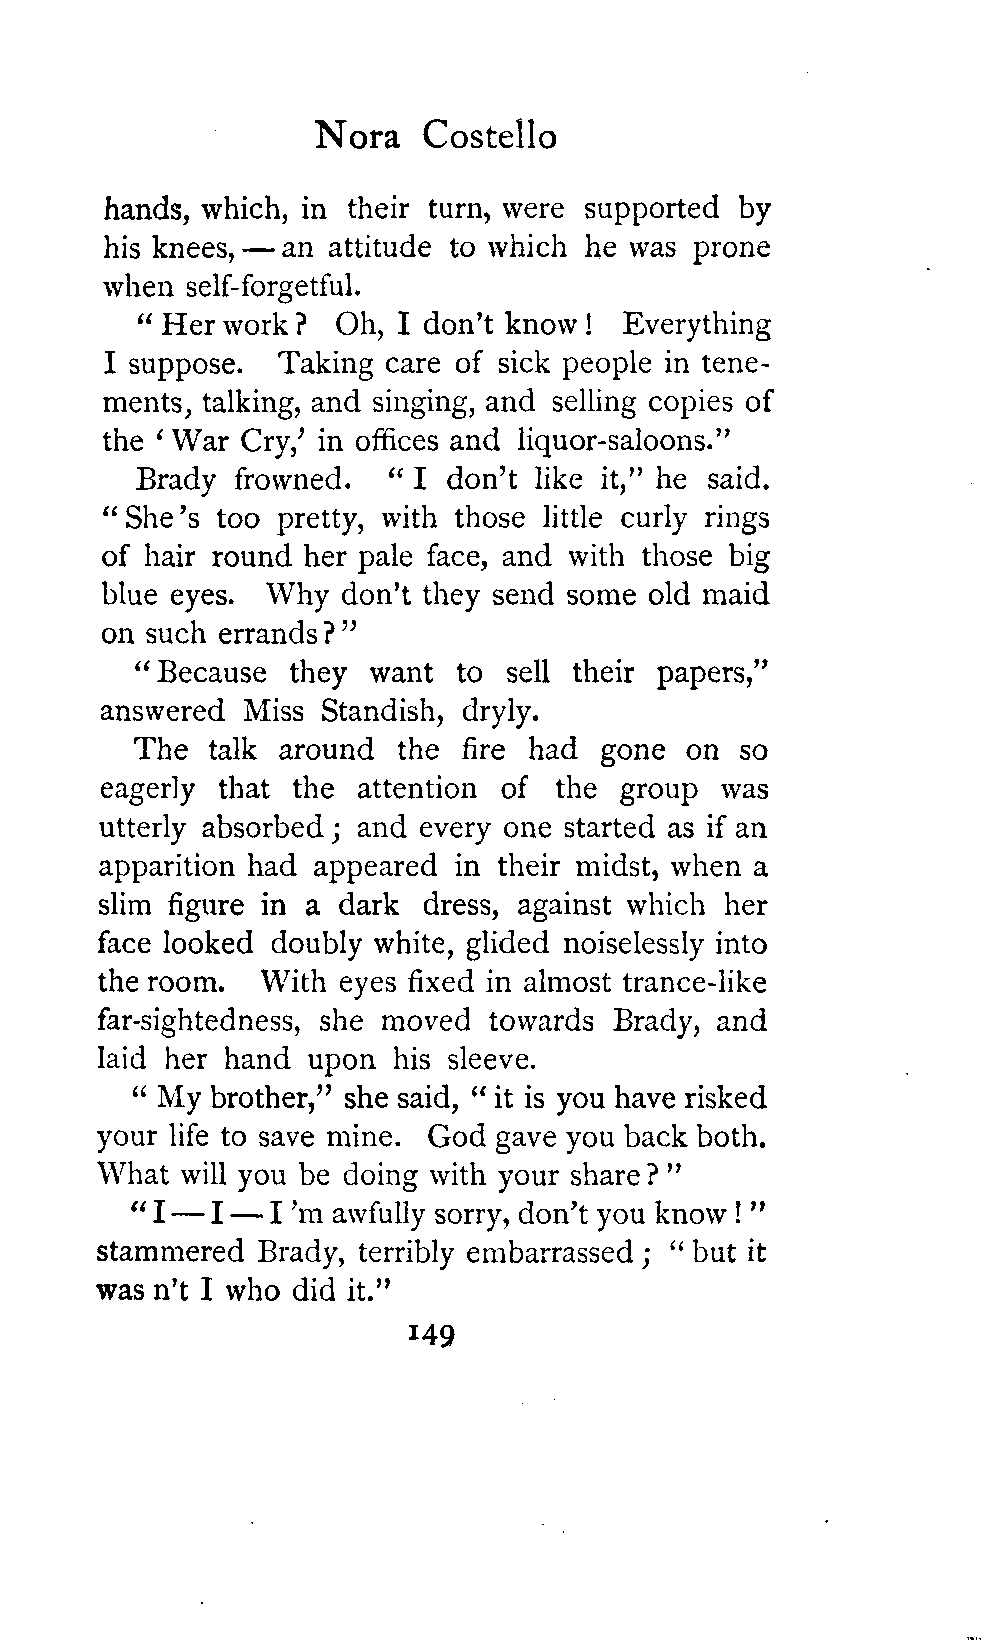 Nora Costello
hands, which, in their turn, were supported by
his knees, — an attitude to which he was prone
when self-forgetful.
“ Her work ? Oh, I don't know ! Everything
I suppose. Taking care of sick people in tene-
ments, talking, and singing, and selling copies of
the ‘ War Cry,’ in offices and liquor-saloons.”
Brady frowned. “ I don't like it,” he said.
“ She 's too pretty, with those little curly rings
of hair round her pale face, and with those big
blue eyes. Why don't they send some old maid
on such errands ? ”
“ Because they want to sell their papers,”
answered Miss Standish, dryly.
The talk around the fire had gone on so
eagerly that the attention of the group was
utterly absorbed ; and every one started as if an
apparition had appeared in their midst, when a
slim figure in a dark dress, against which her
face looked doubly white, glided noiselessly into
the room. With eyes fixed in almost trance-like
far-sightedness, she moved towards Brady, and
laid her hand upon his sleeve.
“ My brother,” she said, “ it is you have risked
your life to save mine. God gave you back both.
What will you be doing with your share ? ”
“ I — I — I 'm awfully sorry, don't you know ! ”
stammered Brady, terribly embarrassed ; “ but it
was n't I who did it.”
149